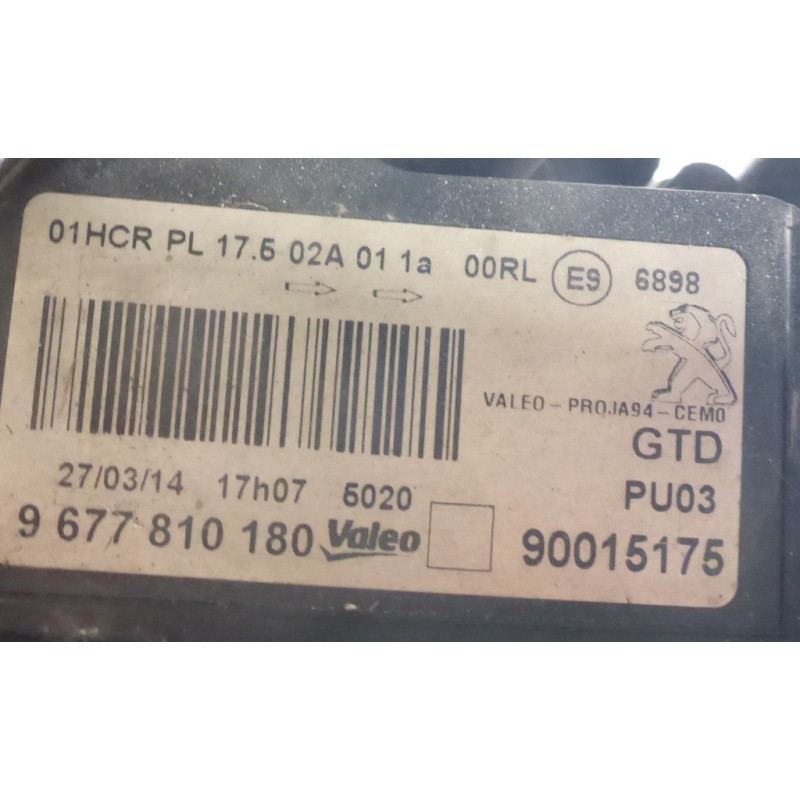 01HCR PL 17.5 02A 01 1a 00RL E9 6898
VALEO-PROJA94-CEMO
GTD
27/03/14 17h07 5020
PU03
9 677 810 180 Valeo 90015175